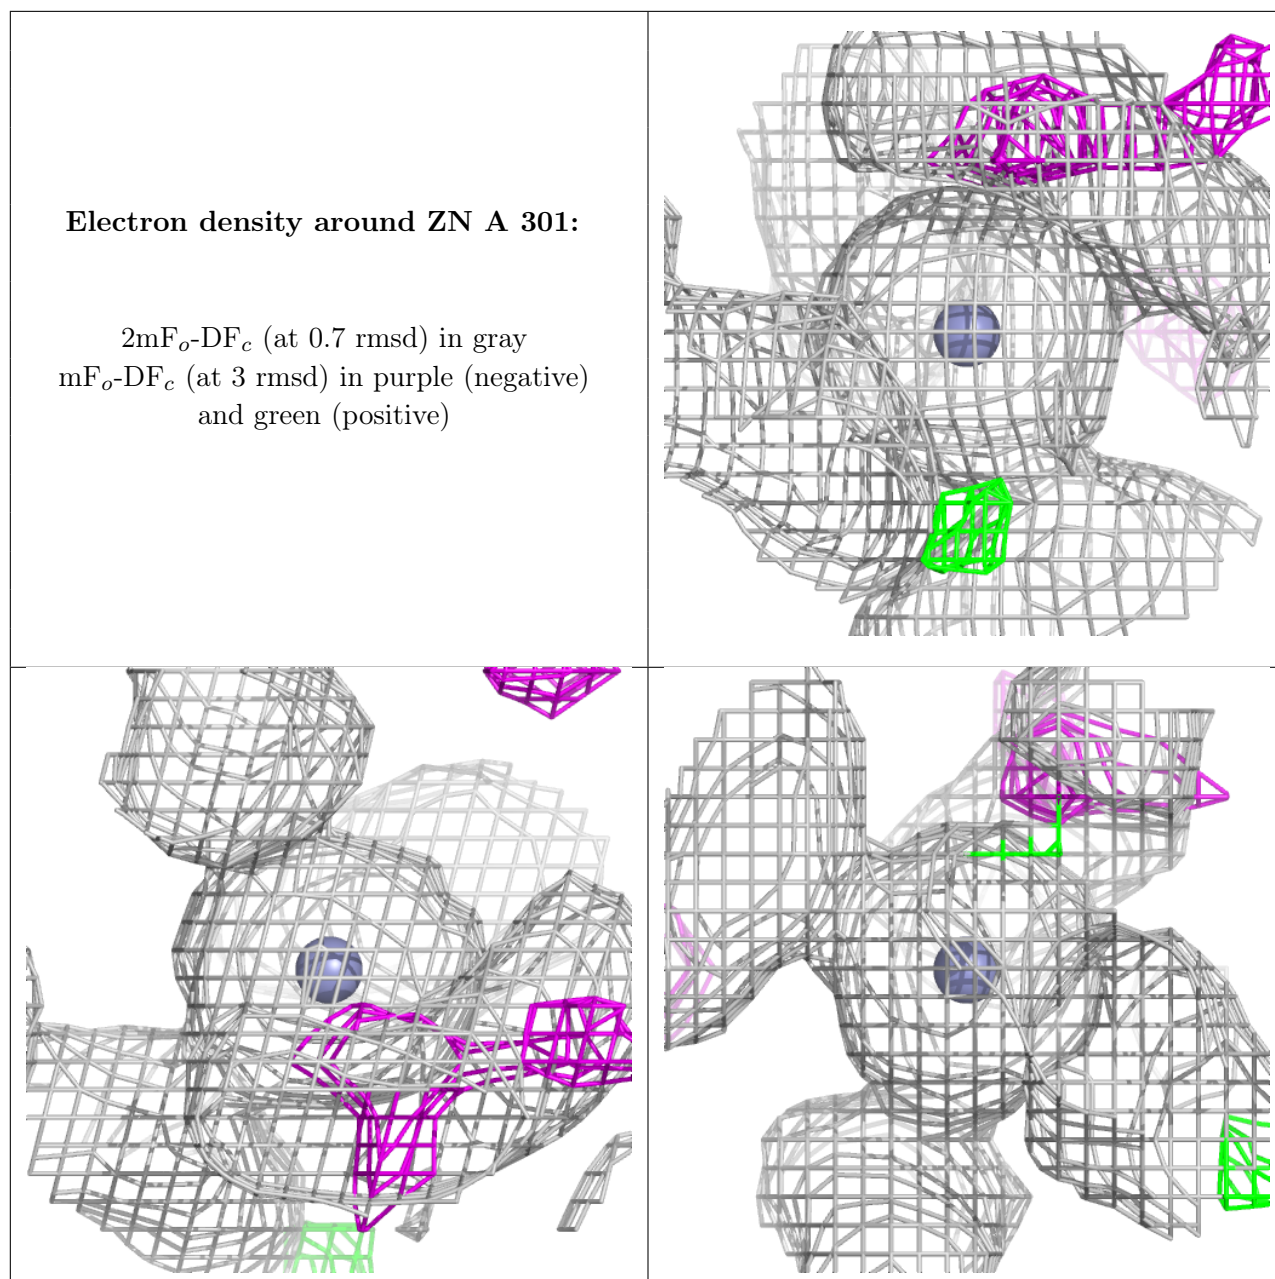 Electron density around ZN A 301:
2mFo-DFc (at 0.7 rmsd) in gray
mFo-DFc (at 3 rmsd) in purple (negative)
and green (positive)